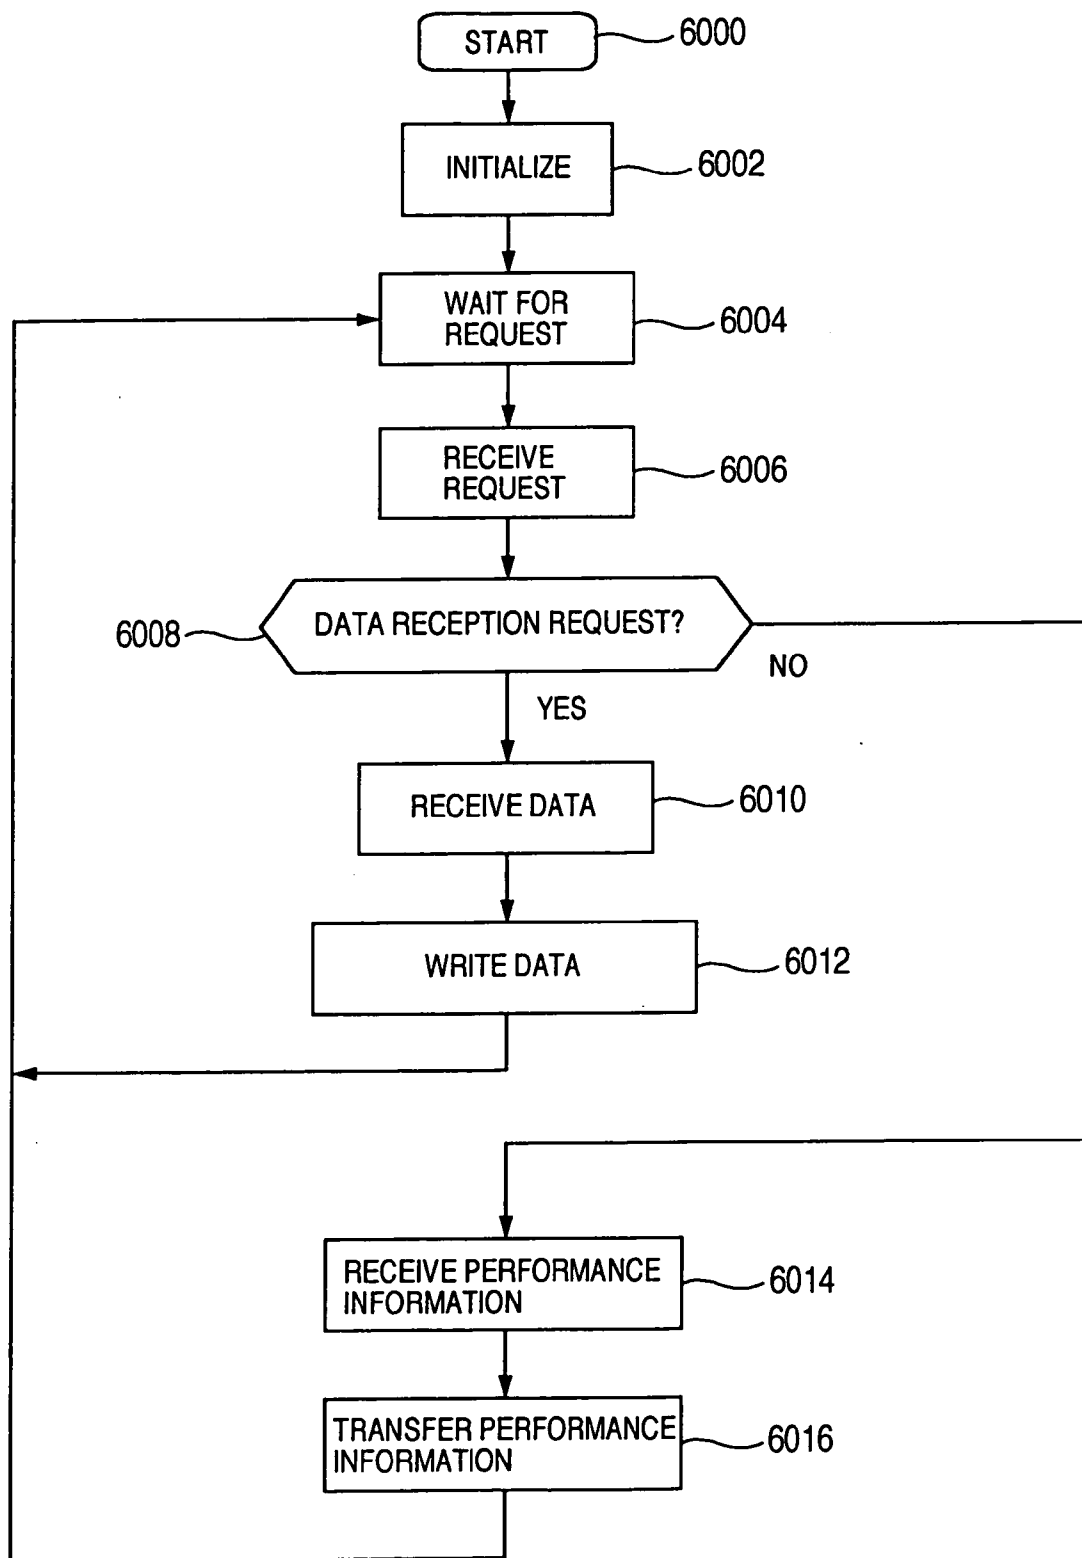 START
6000
INITIALIZE
6002
WAIT FOR
REQUEST
6004
RECEIVE
REQUEST
6006
DATA RECEPTION REQUEST?
6008
NO
YES
RECEIVE DATA
6010
WRITE DATA
6012
RECEIVE PERFORMANCE
INFORMATION
6014
TRANSFER PERFORMANCE
INFORMATION
6016